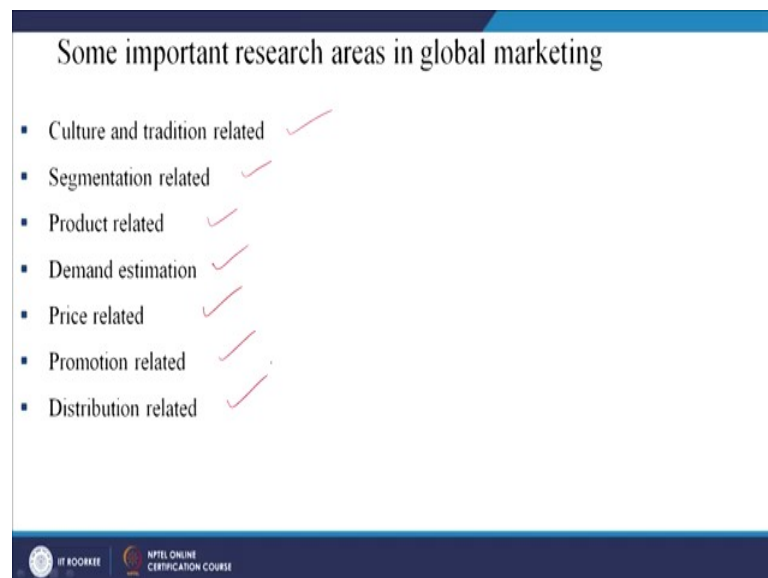 Some important research areas in global marketing
▪ Culture and tradition related
▪ Segmentation related
▪ Product related
▪ Demand estimation
▪ Price related
▪ Promotion related
▪ Distribution related
IIT ROORKEE
NPTEL ONLINE
CERTIFICATION COURSE